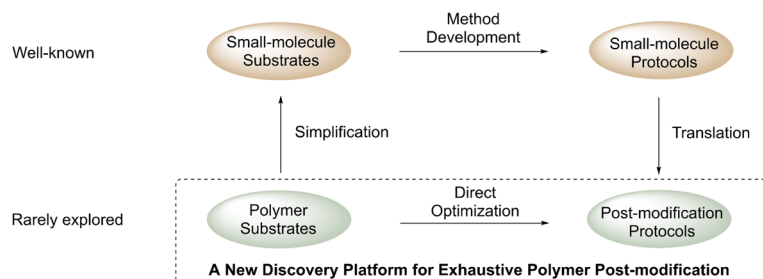 Well-known
Small-molecule
Substrates
Method
Development
Small-molecule
Protocols
Simplification
Translation
Rarely explored
Polymer
Substrates
Direct
Optimization
Post-modification
Protocols
A New Discovery Platform for Exhaustive Polymer Post-modification